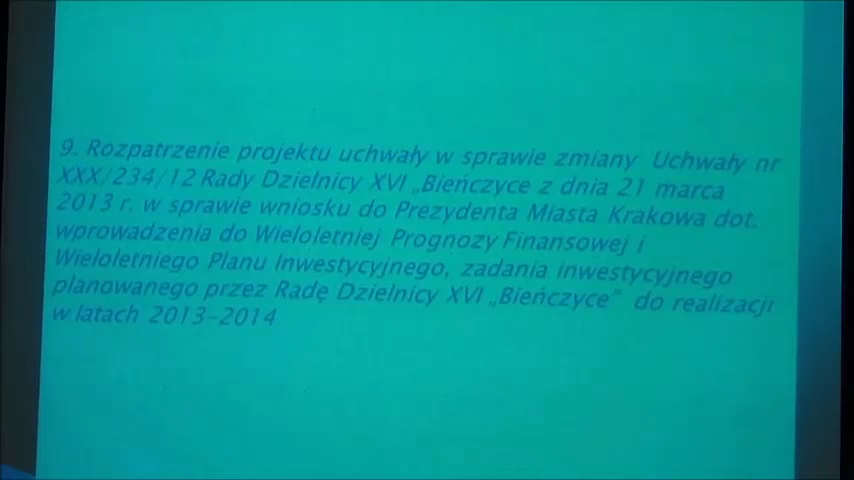 9. Rozpatrzenie projektu uchwały w sprawie zmiany Uchwały nr
XXX/234/12 Rady Dzielnicy XVI „Bieńczyce z dnia 21 marca
2013 r. w sprawie wniosku do Prezydenta Miasta Krakowa dot.
wprowadzenia do Wieloletniej Prognozy Finansowej i
Wieloletniego Planu Inwestycyjnego, zadania inwestycyjnego
planowanego przez Radę Dzielnicy XVI „Bieńczyce” do realizacji
w latach 2013-2014